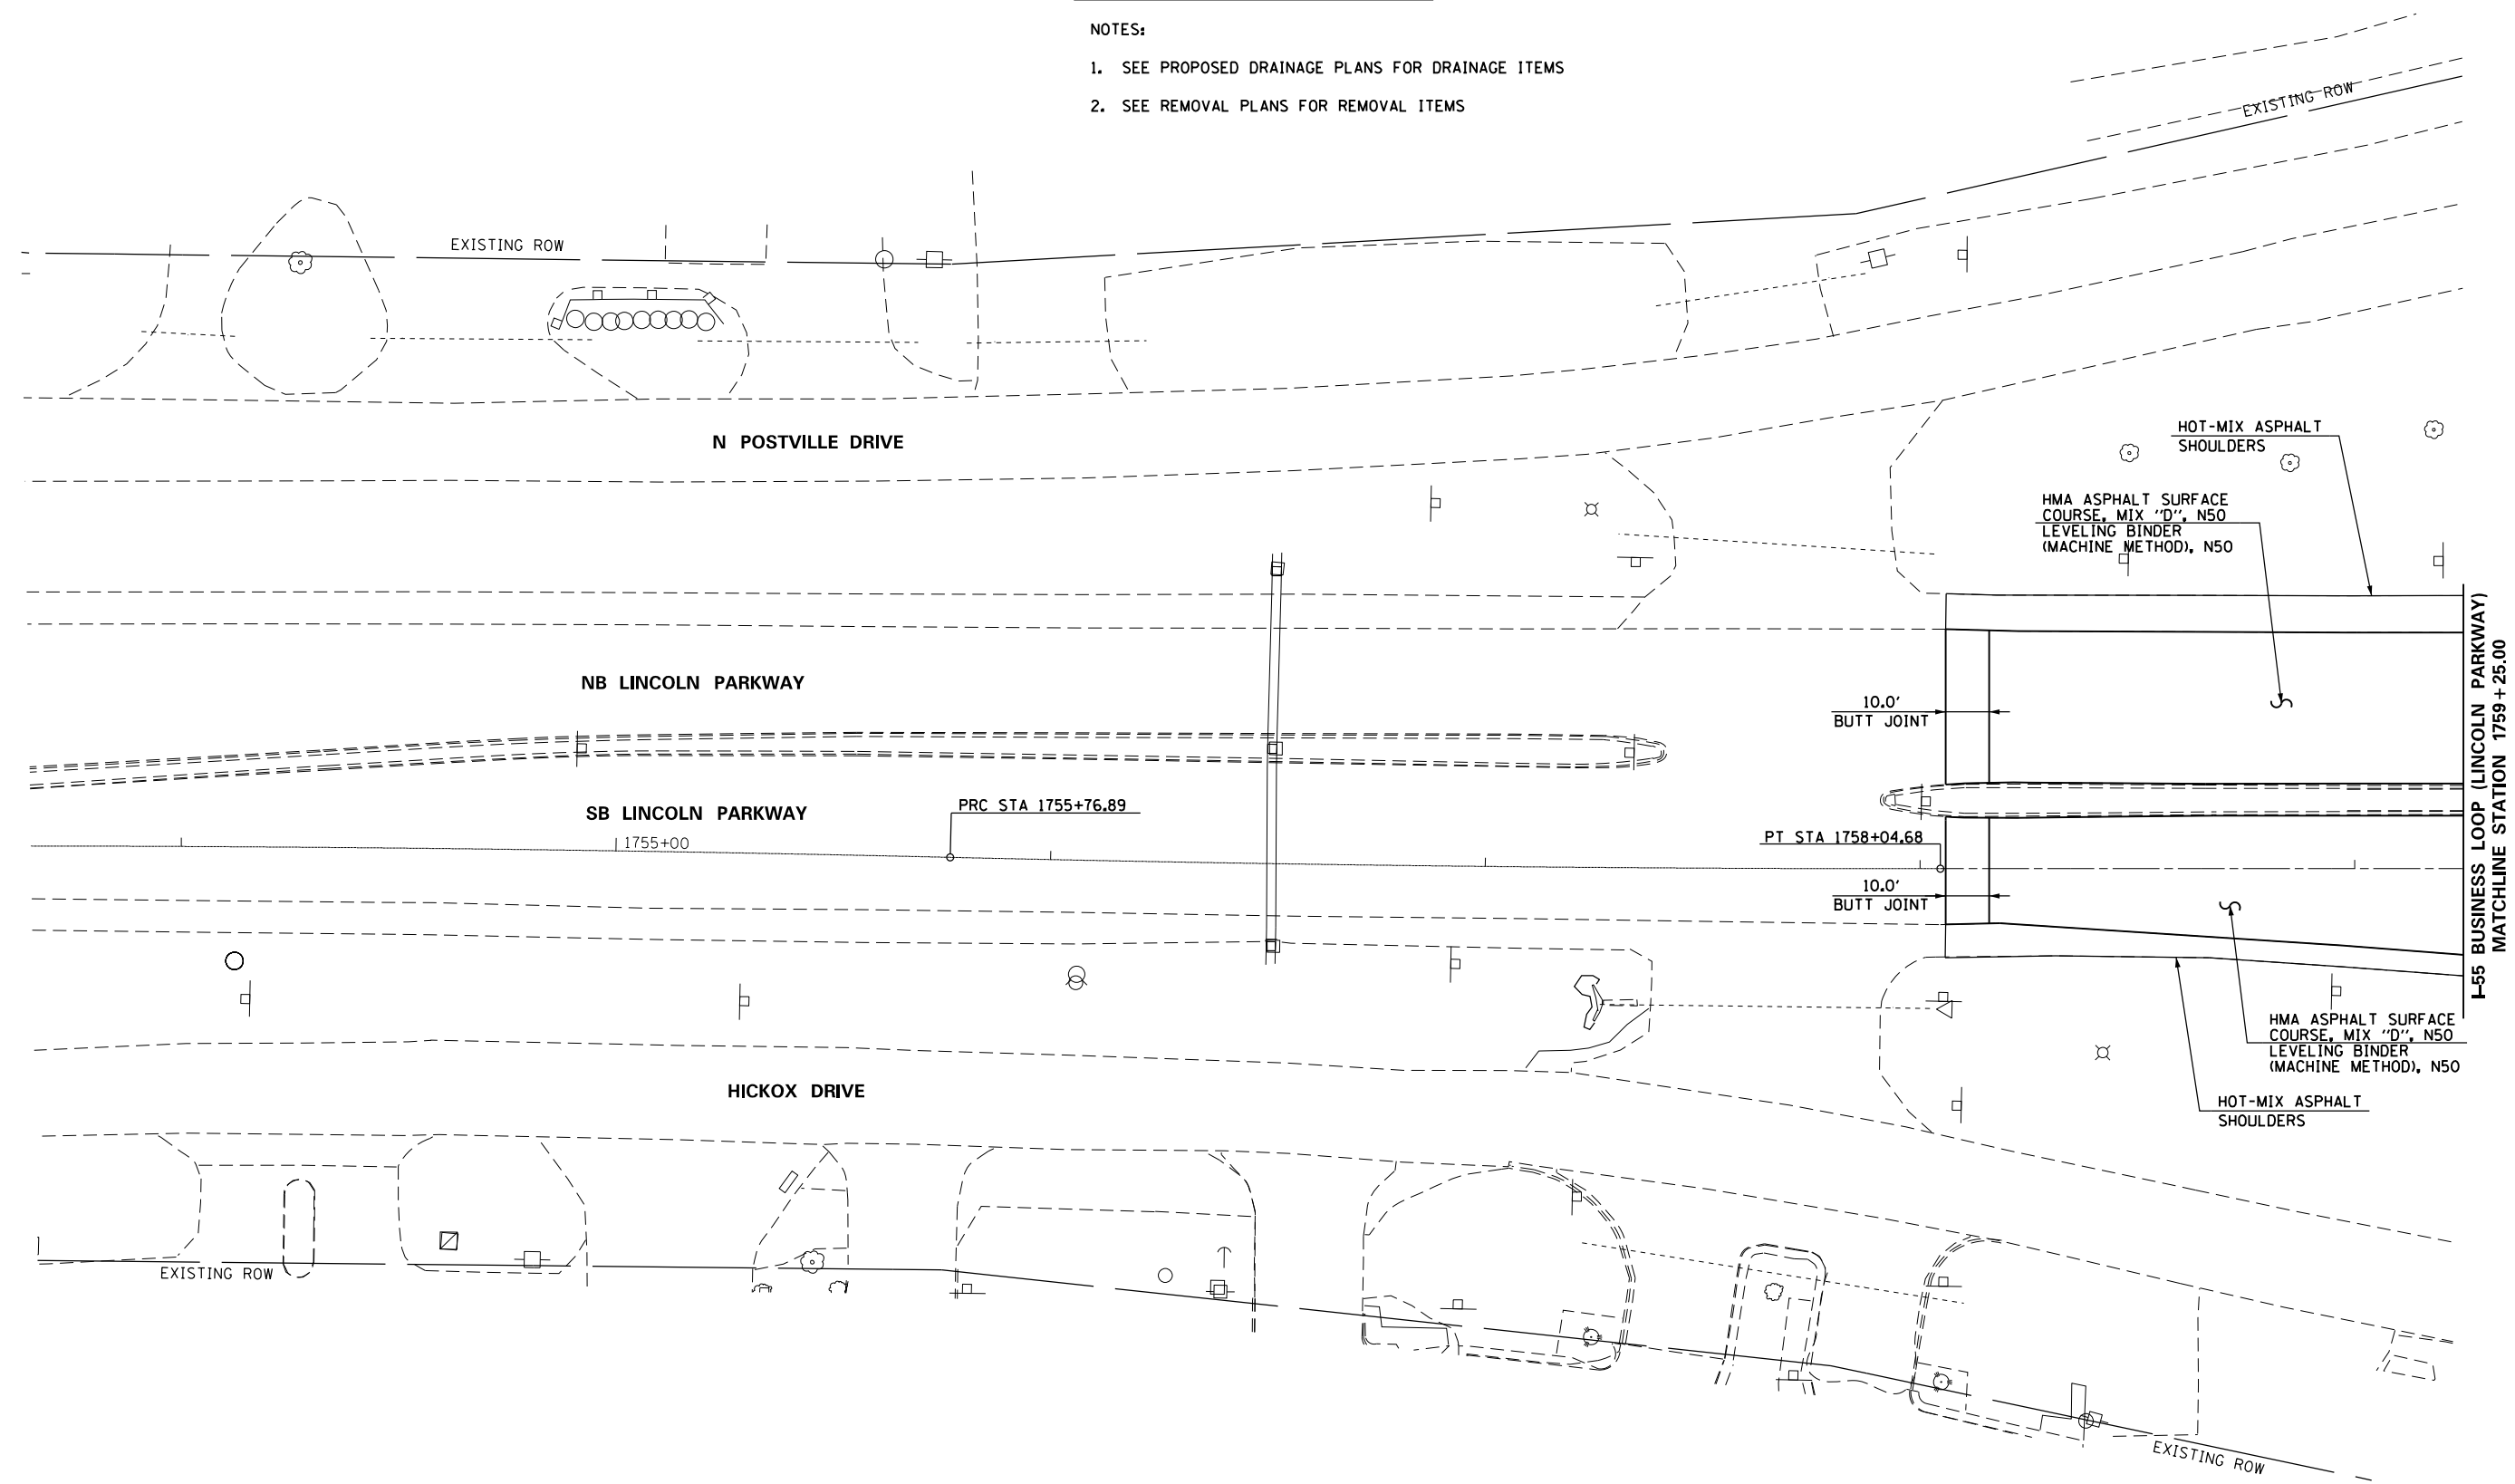 NOTES:
1. SEE PROPOSED DRAINAGE PLANS FOR DRAINAGE ITEMS
2. SEE REMOVAL PLANS FOR REMOVAL ITEMS
EXISTING ROW
EXISTING ROW
N POSTVILLE DRIVE
HOT-MIX ASPHALT
SHOULDERS
HMA ASPHALT SURFACE
COURSE, MIX "D", N50
LEVELING BINDER
(MACHINE METHOD), N50
NB LINCOLN PARKWAY
10.0'
BUTT JOINT
SB LINCOLN PARKWAY
PRC STA 1755+76.89
1755+00
PT STA 1758+04.68
10.0'
BUTT JOINT
I-55 BUSINESS LOOP (LINCOLN PARKWAY)
MATCHLINE STATION 1759+25.00
HMA ASPHALT SURFACE
COURSE, MIX "D", N50
LEVELING BINDER
(MACHINE METHOD), N50
HICKOX DRIVE
HOT-MIX ASPHALT
SHOULDERS
EXISTING ROW
EXISTING ROW